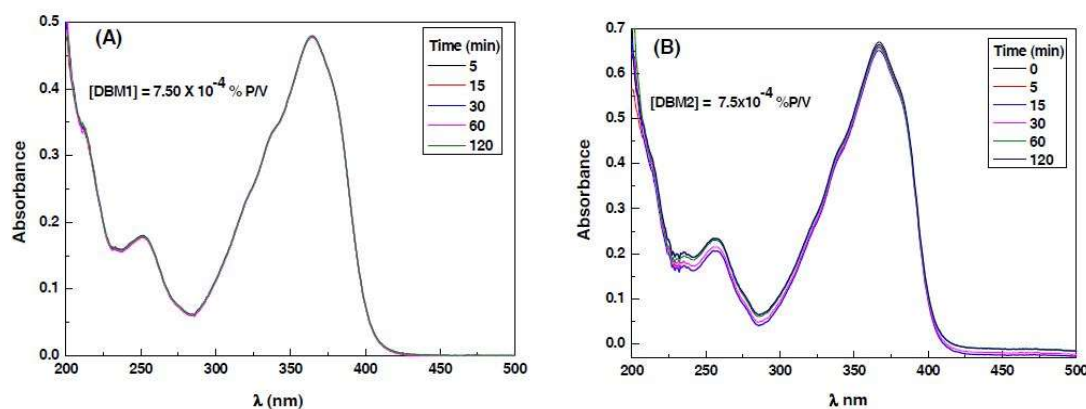 (A)
[DBM1] = 7.50 X 10⁻⁴ % P/V
Time (min)
5
15
30
60
120
Absorbance
0.5
0.4
0.3
0.2
0.1
0.0
200 250 300 350 400 450 500
λ (nm)
(B)
[DBM2] = 7.5x10⁻⁴ %P/V
Time (min)
0
5
15
30
60
120
Absorbance
0.7
0.6
0.5
0.4
0.3
0.2
0.1
0.0
200 250 300 350 400 450 500
λ nm